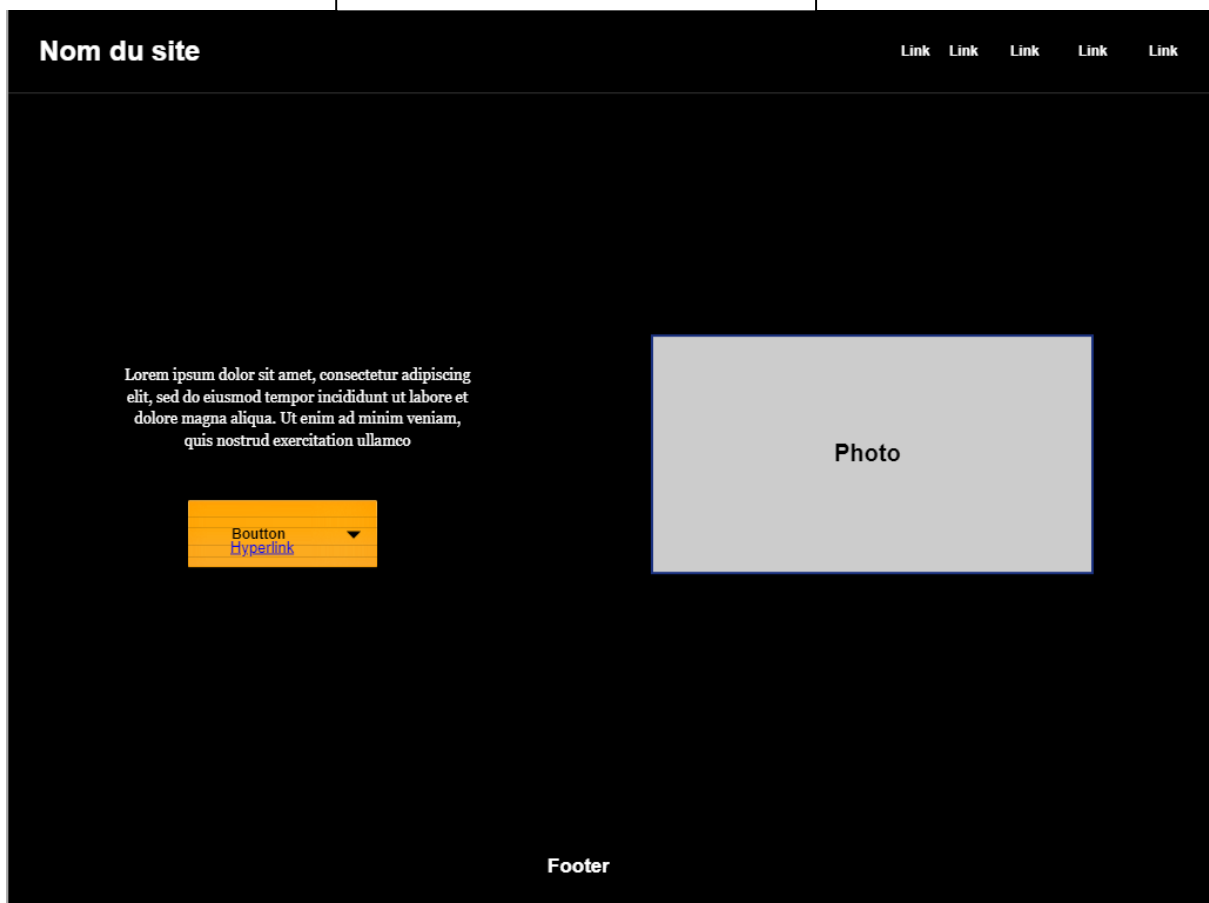 Nom du site
Link Link Link Link Link
Lorem ipsum dolor sit amet, consectetur adipiscing
elit, sed do eiusmod tempor incididunt ut labore et
dolore magna aliqua. Ut enim ad minim veniam,
quis nostrud exercitation ullamco
Boutton
Hyperlink
Photo
Footer